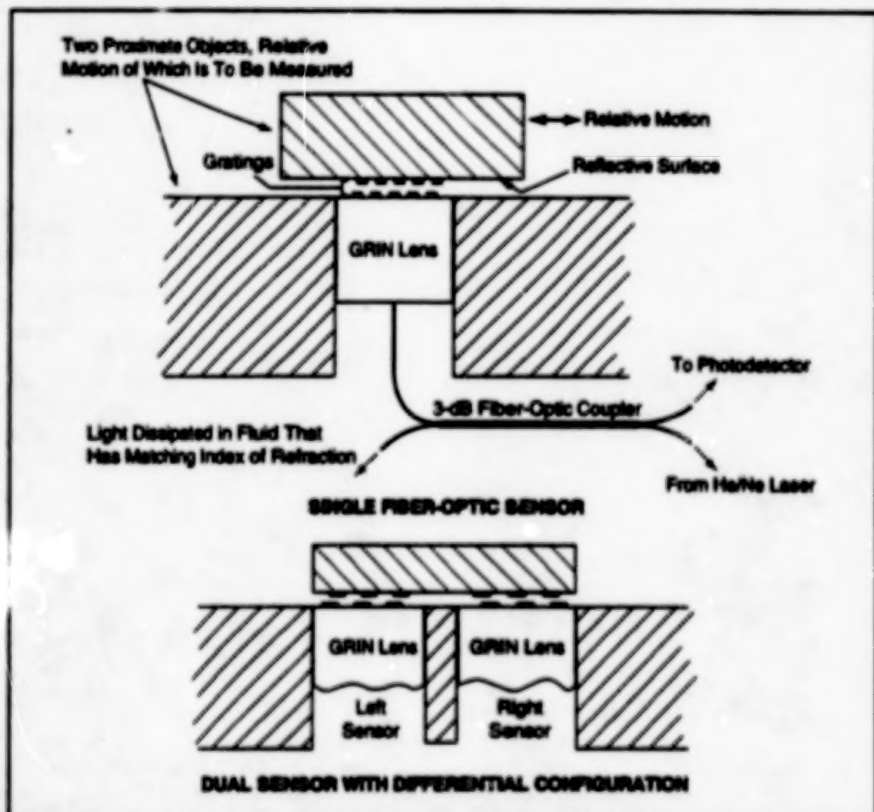 Two Proximate Objects, Relative
Motion of Which Is To Be Measured
Relative Motion
Gratings
Reflective Surface
GRIN Lens
To Photodetector
3-dB Fiber-Optic Coupler
Light Dissipated in Fluid That
Has Matching Index of Refraction
From He/Ne Laser
SINGLE FIBER-OPTIC SENSOR
GRIN Lens
GRIN Lens
Left
Sensor
Right
Sensor
DUAL SENSOR WITH DIFFERENTIAL CONFIGURATION